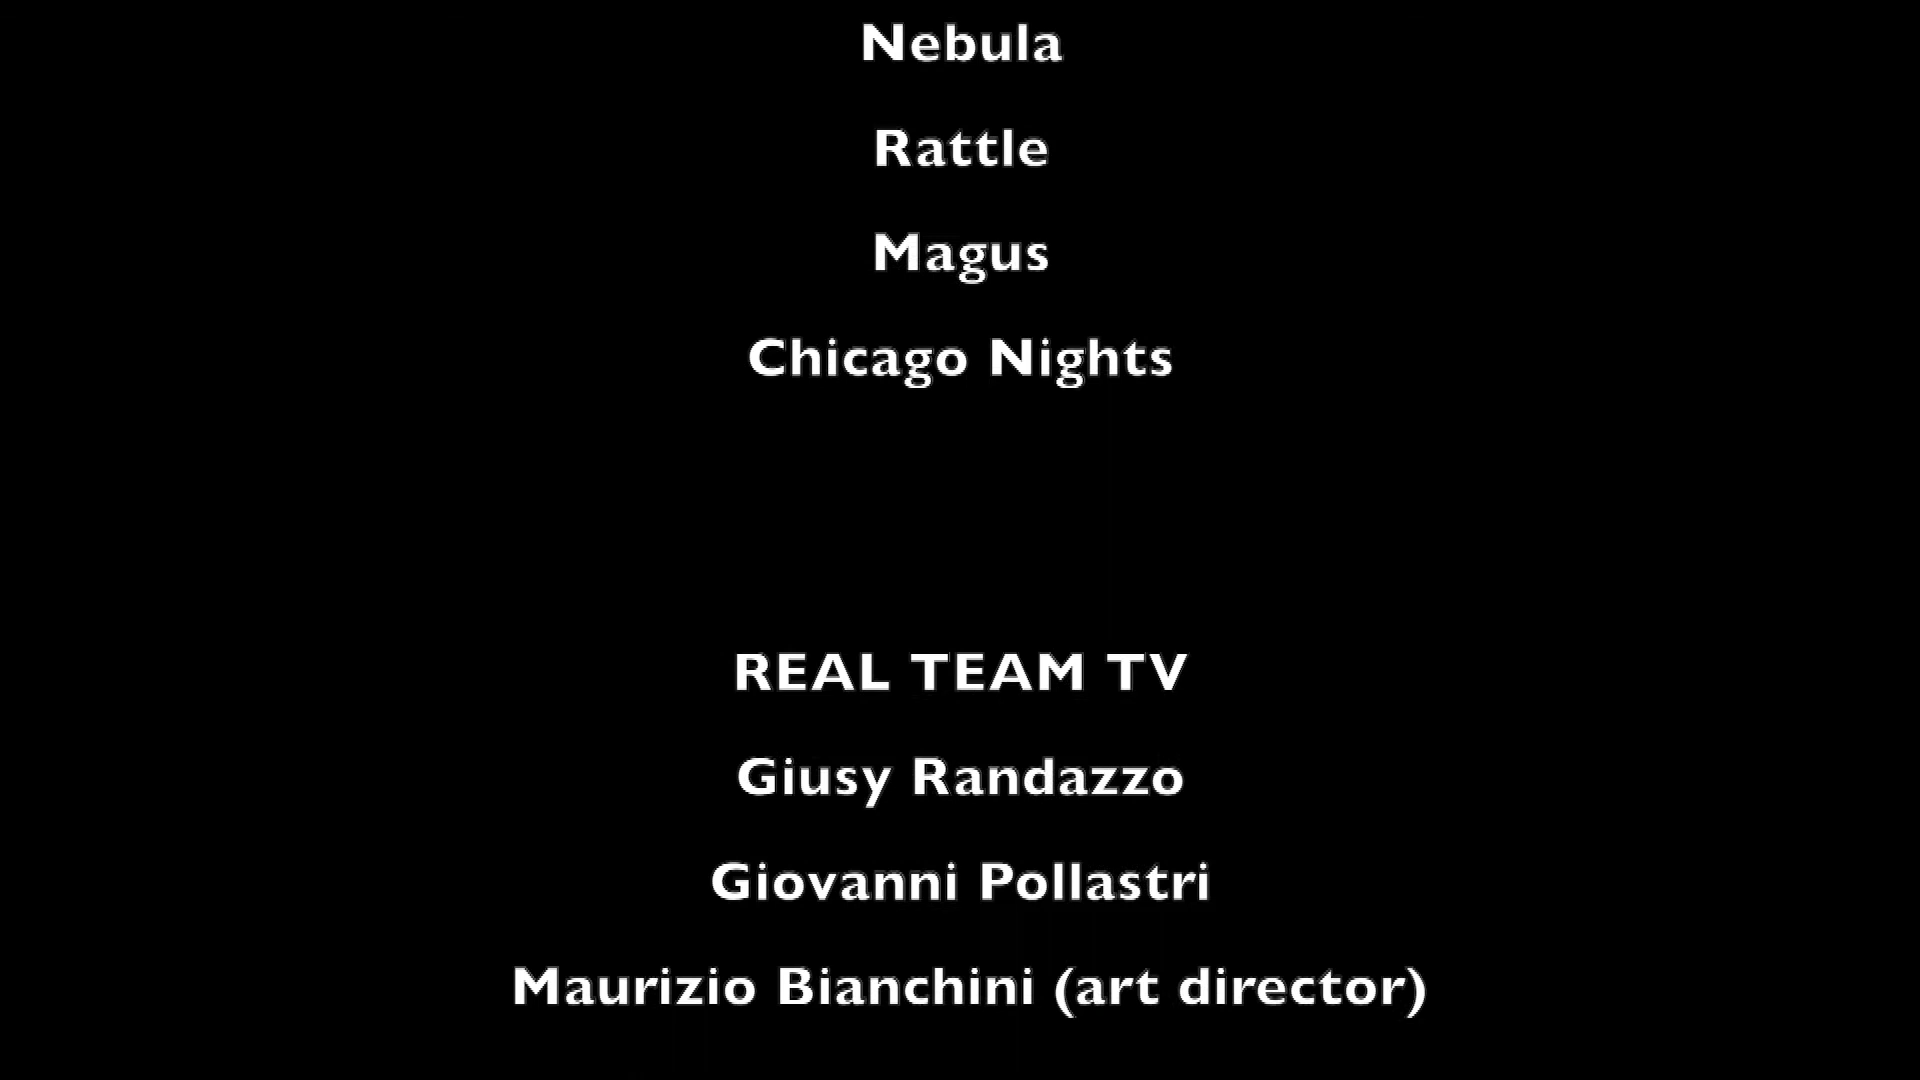 Nebula
Rattle
Magus
Chicago Nights
REAL TEAM TV
Giusy Randazzo
Giovanni Pollastri
Maurizio Bianchini (art director)